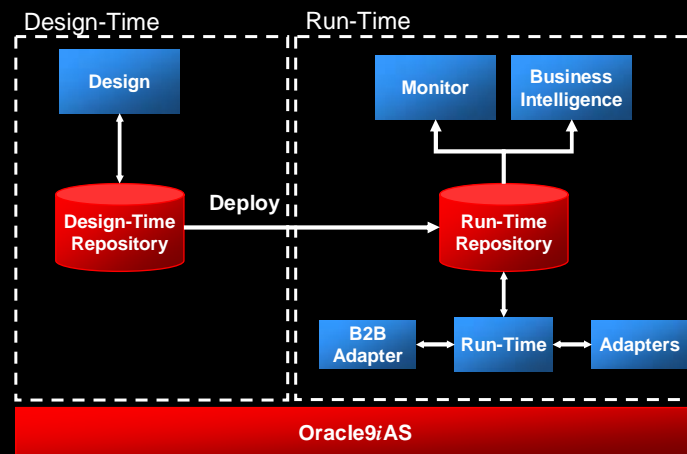 Design-Time
Run-Time
Design
Monitor
Business
Intelligence
Deploy
Design-Time
Repository
Run-Time
Repository
B2B
Adapter
Run-Time
Adapters
Oracle9iAS